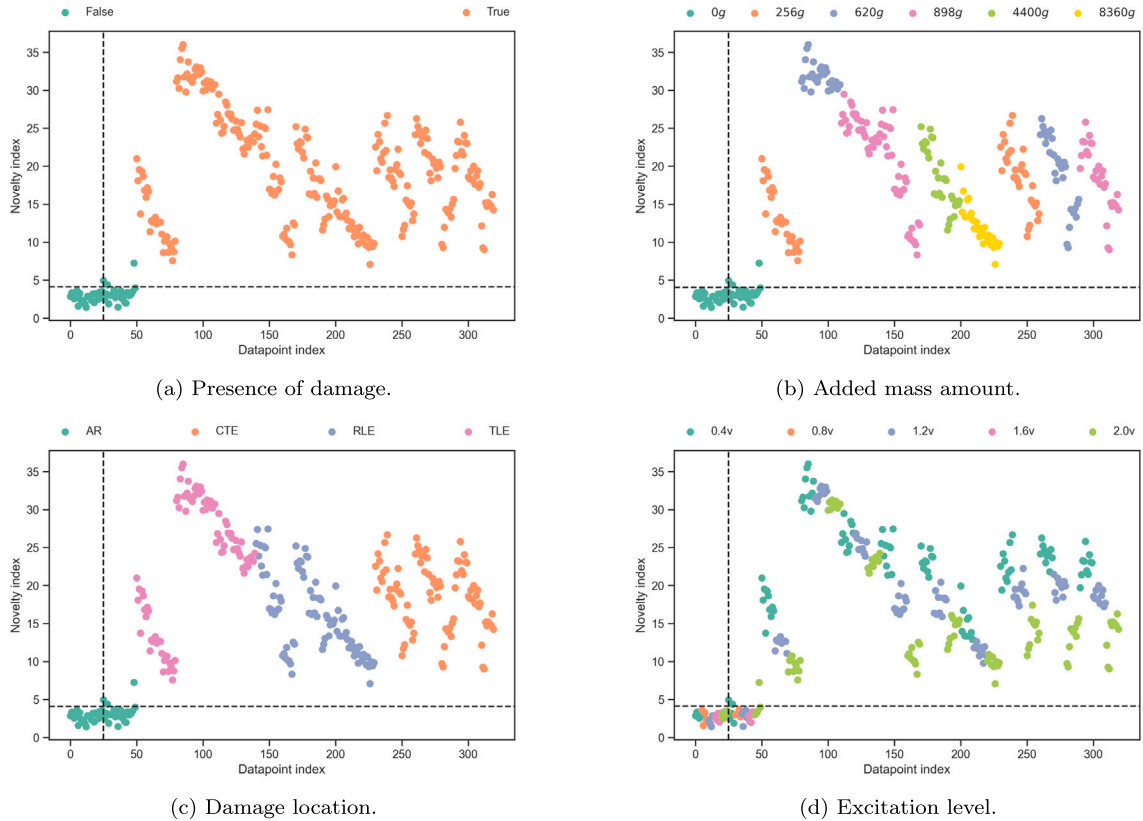 False True
0g 256g 620g 898g 4400g 8360g
35
30
25
20
15
10
5
0
Novelty index
0 50 100 150 200 250 300
Datapoint index
35
30
25
20
15
10
5
0
Novelty index
0 50 100 150 200 250 300
Datapoint index
(a) Presence of damage.
(b) Added mass amount.
AR CTE RLE TLE
0.4v 0.8v 1.2v 1.6v 2.0v
35
30
25
20
15
10
5
0
Novelty index
0 50 100 150 200 250 300
Datapoint index
35
30
25
20
15
10
5
0
Novelty index
0 50 100 150 200 250 300
Datapoint index
(c) Damage location.
(d) Excitation level.